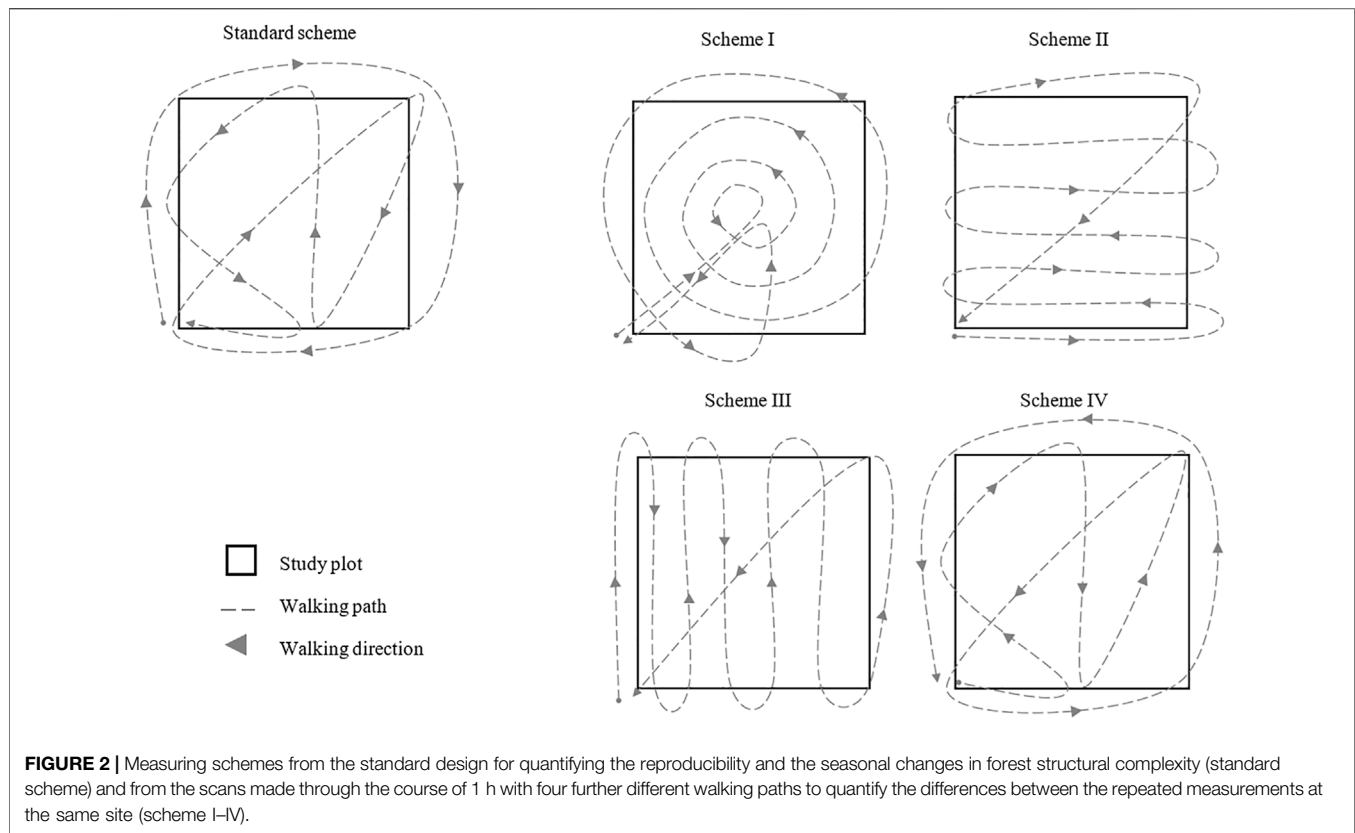 Standard scheme
Scheme I
Scheme II
Scheme III
Scheme IV
Study plot
Walking path
Walking direction
FIGURE 2 | Measuring schemes from the standard design for quantifying the reproducibility and the seasonal changes in forest structural complexity (standard
scheme) and from the scans made through the course of 1 h with four further different walking paths to quantify the differences between the repeated measurements at
the same site (scheme I–IV).